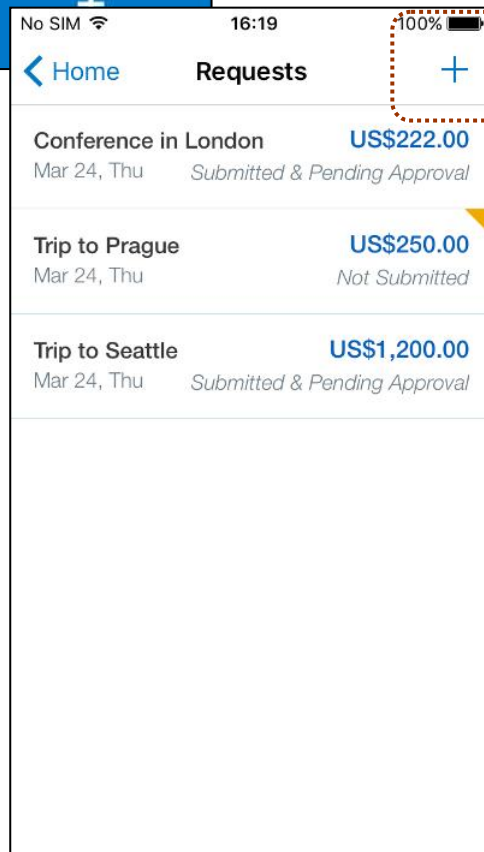 No SIM 16:19 100%
Home Requests +
Conference in London US$222.00
Mar 24, Thu Submitted & Pending Approval
Trip to Prague US$250.00
Mar 24, Thu Not Submitted
Trip to Seattle US$1,200.00
Mar 24, Thu Submitted & Pending Approval